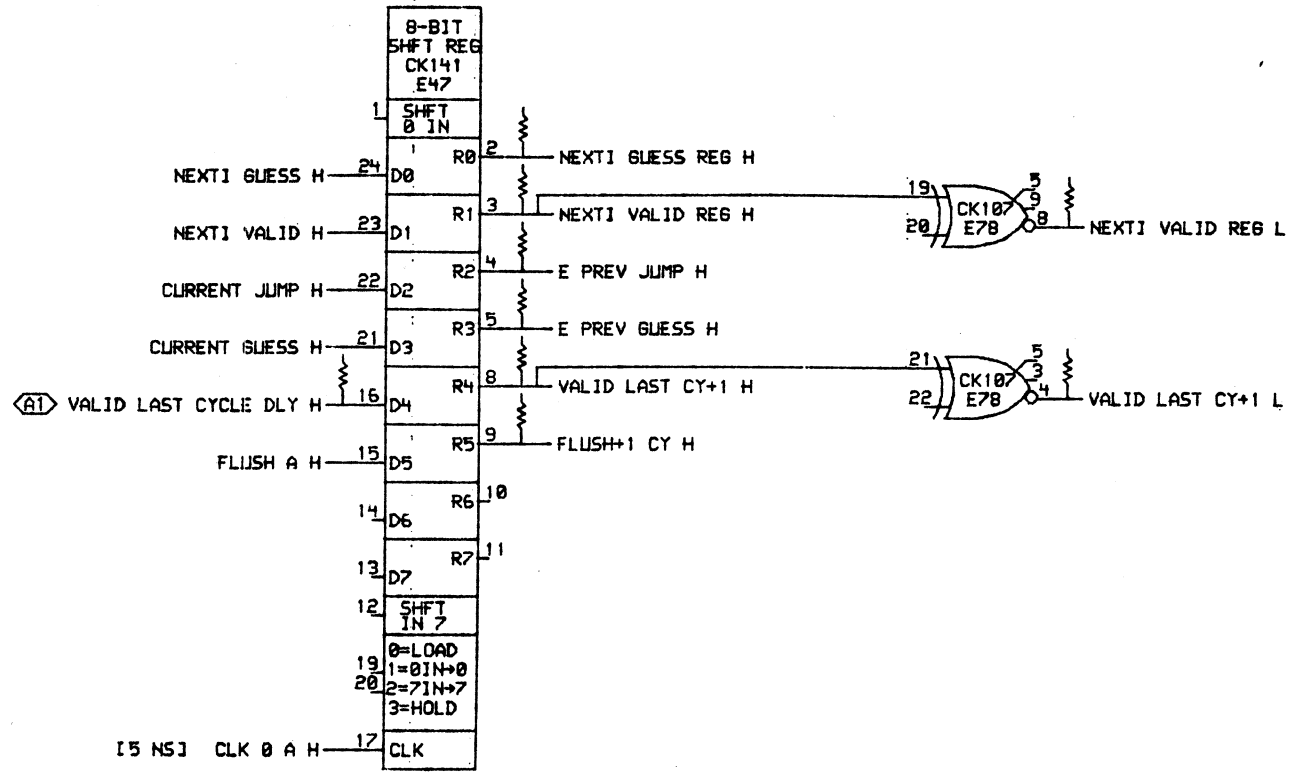 8-BIT
SHFT REG
CK141
E47
1 SHFT
0 IN
R0 2 NEXTI GUESS REG H
NEXTI GUESS H 24 D0
R1 3 NEXTI VALID REG H
NEXTI VALID H 23 D1
R2 4 E PREV JUMP H
CURRENT JUMP H 22 D2
R3 5 E PREV GUESS H
CURRENT GUESS H 21 D3
R4 8 VALID LAST CY+1 H
A1 VALID LAST CYCLE DLY H 16 D4
R5 9 FLUSH+1 CY H
FLUSH A H 15 D5
R6 10
14 D6
R7 11
13 D7
12 SHFT
IN 7
0=LOAD
19 1=0IN→0
20 2=7IN→7
3=HOLD
[5 NS] CLK 0 A H 17 CLK
19 CK107 9
20 E78 8 NEXTI VALID REG L
21 CK107 5
3
22 E78 4 VALID LAST CY+1 L